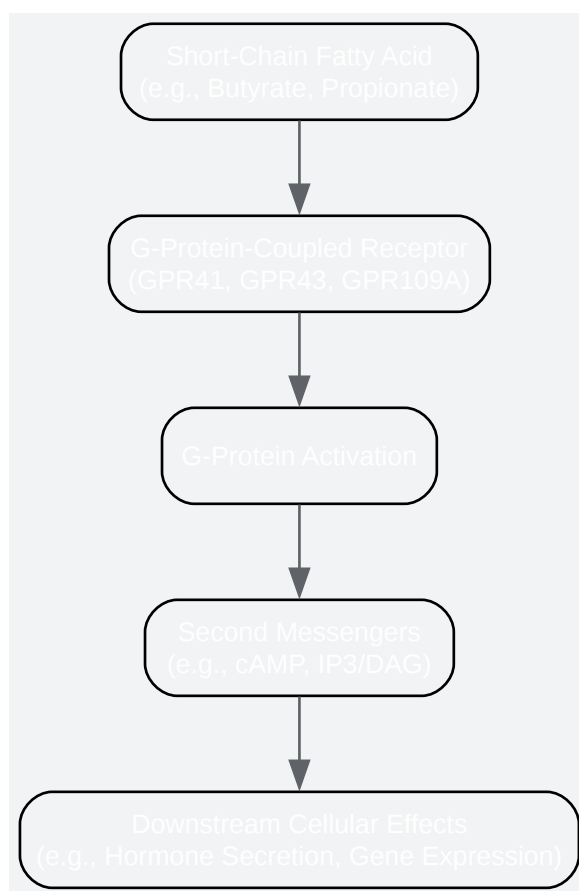 Short-Chain Fatty Acid
(e.g., Butyrate, Propionate)
G-Protein-Coupled Receptor
(GPR41, GPR43, GPR109A)
G-Protein Activation
Second Messengers
(e.g., cAMP, IP3/DAG)
Downstream Cellular Effects
(e.g., Hormone Secretion, Gene Expression)